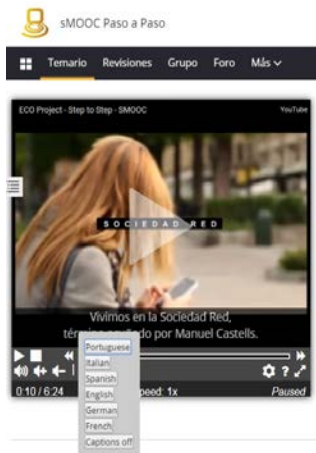 sMOOC Paso a Paso
Temario Revisiones Grupo Foro Más
ECO Project - Step to Step - SMOOC YouTube
SOCIEDAD RED
Vivimos en la Sociedad Red,
por Manuel Castells.
Portuguese
Italian
Spanish
English
German
French
Captions off
0:10 / 6:24 peed: 1x Paused